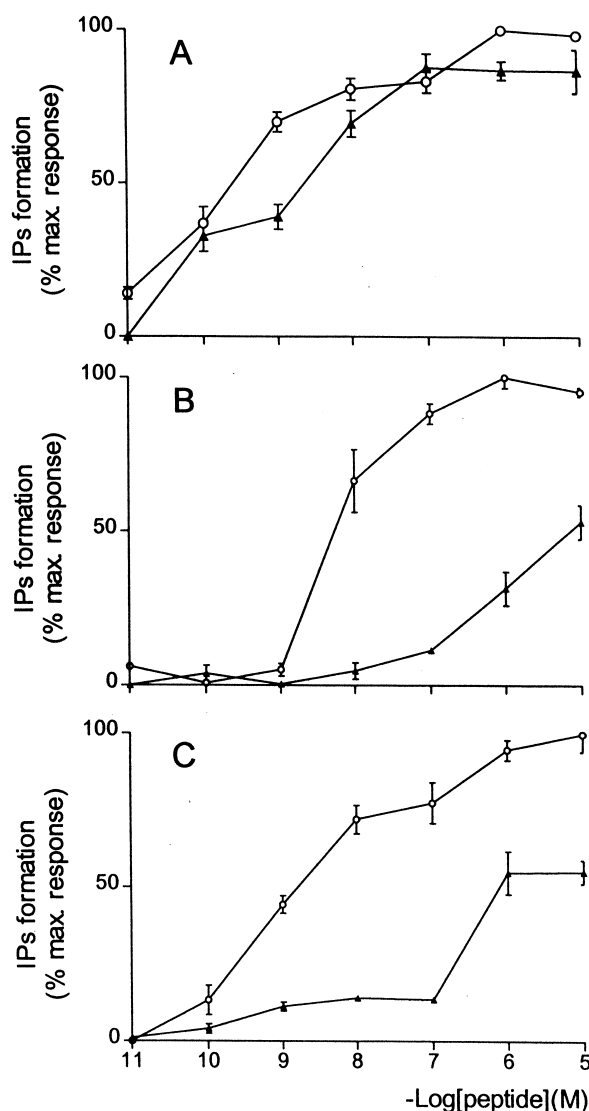 100
A
50
0
IPs formation
(% max. response)
100
B
50
0
IPs formation
(% max. response)
100
C
50
0
IPs formation
(% max. response)
11 10 9 8 7 6 5
-Log[peptide](M)